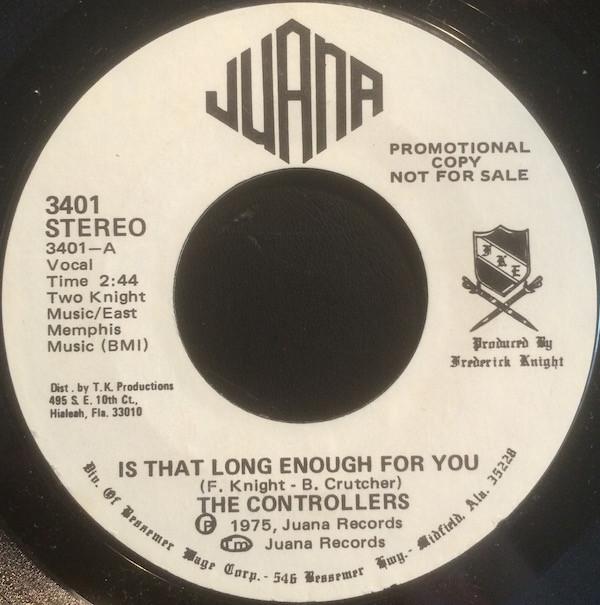 JUANA
PROMOTIONAL
COPY
NOT FOR SALE
3401
STEREO
3401-A
Vocal
Time 2:44
Two Knight
Music/East
Memphis
Music (BMI)
FKE
Produced By
Frederick Knight
Dist. by T.K. Productions
495 S. E. 10th Ct.,
Hialeah, Fla. 33010
IS THAT LONG ENOUGH FOR YOU
(F. Knight - B. Crutcher)
THE CONTROLLERS
Ⓟ 1975, Juana Records
tm Juana Records
Div. Of Bessemer Wage Corp. - 546 Bessemer Hwy. - Midfield, Ala. 35228